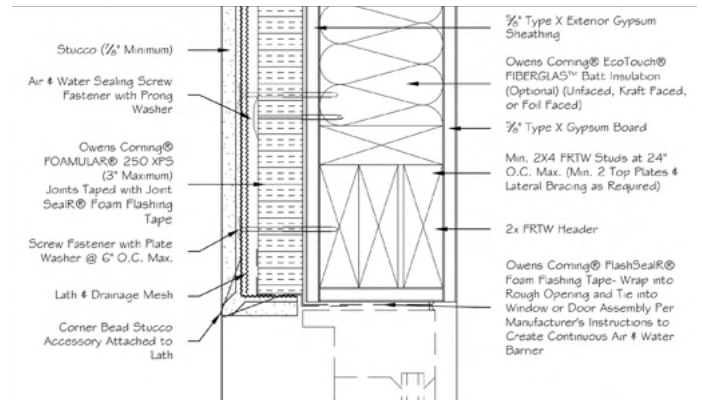 Stucco (⅞" Minimum)
Air & Water Sealing Screw
Fastener with Prong
Washer
Owens Corning®
FOAMULAR® 250 XPS
(3" Maximum)
Joints Taped with Joint
SealR® Foam Flashing
Tape
Screw Fastener with Plate
Washer @ 6" O.C. Max.
Lath & Drainage Mesh
Corner Bead Stucco
Accessory Attached to
Lath
⅝" Type X Exterior Gypsum
Sheathing
Owens Corning® EcoTouch®
FIBERGLAS™ Batt Insulation
(Optional) (Unfaced, Kraft Faced,
or Foil Faced)
⅝" Type X Gypsum Board
Min. 2X4 FRTW Studs at 24"
O.C. Max. (Min. 2 Top Plates &
Lateral Bracing as Required)
2x FRTW Header
Owens Corning® FlashSealR®
Foam Flashing Tape- Wrap into
Rough Opening and Tie into
Window or Door Assembly Per
Manufacturer's Instructions to
Create Continuous Air & Water
Barrier